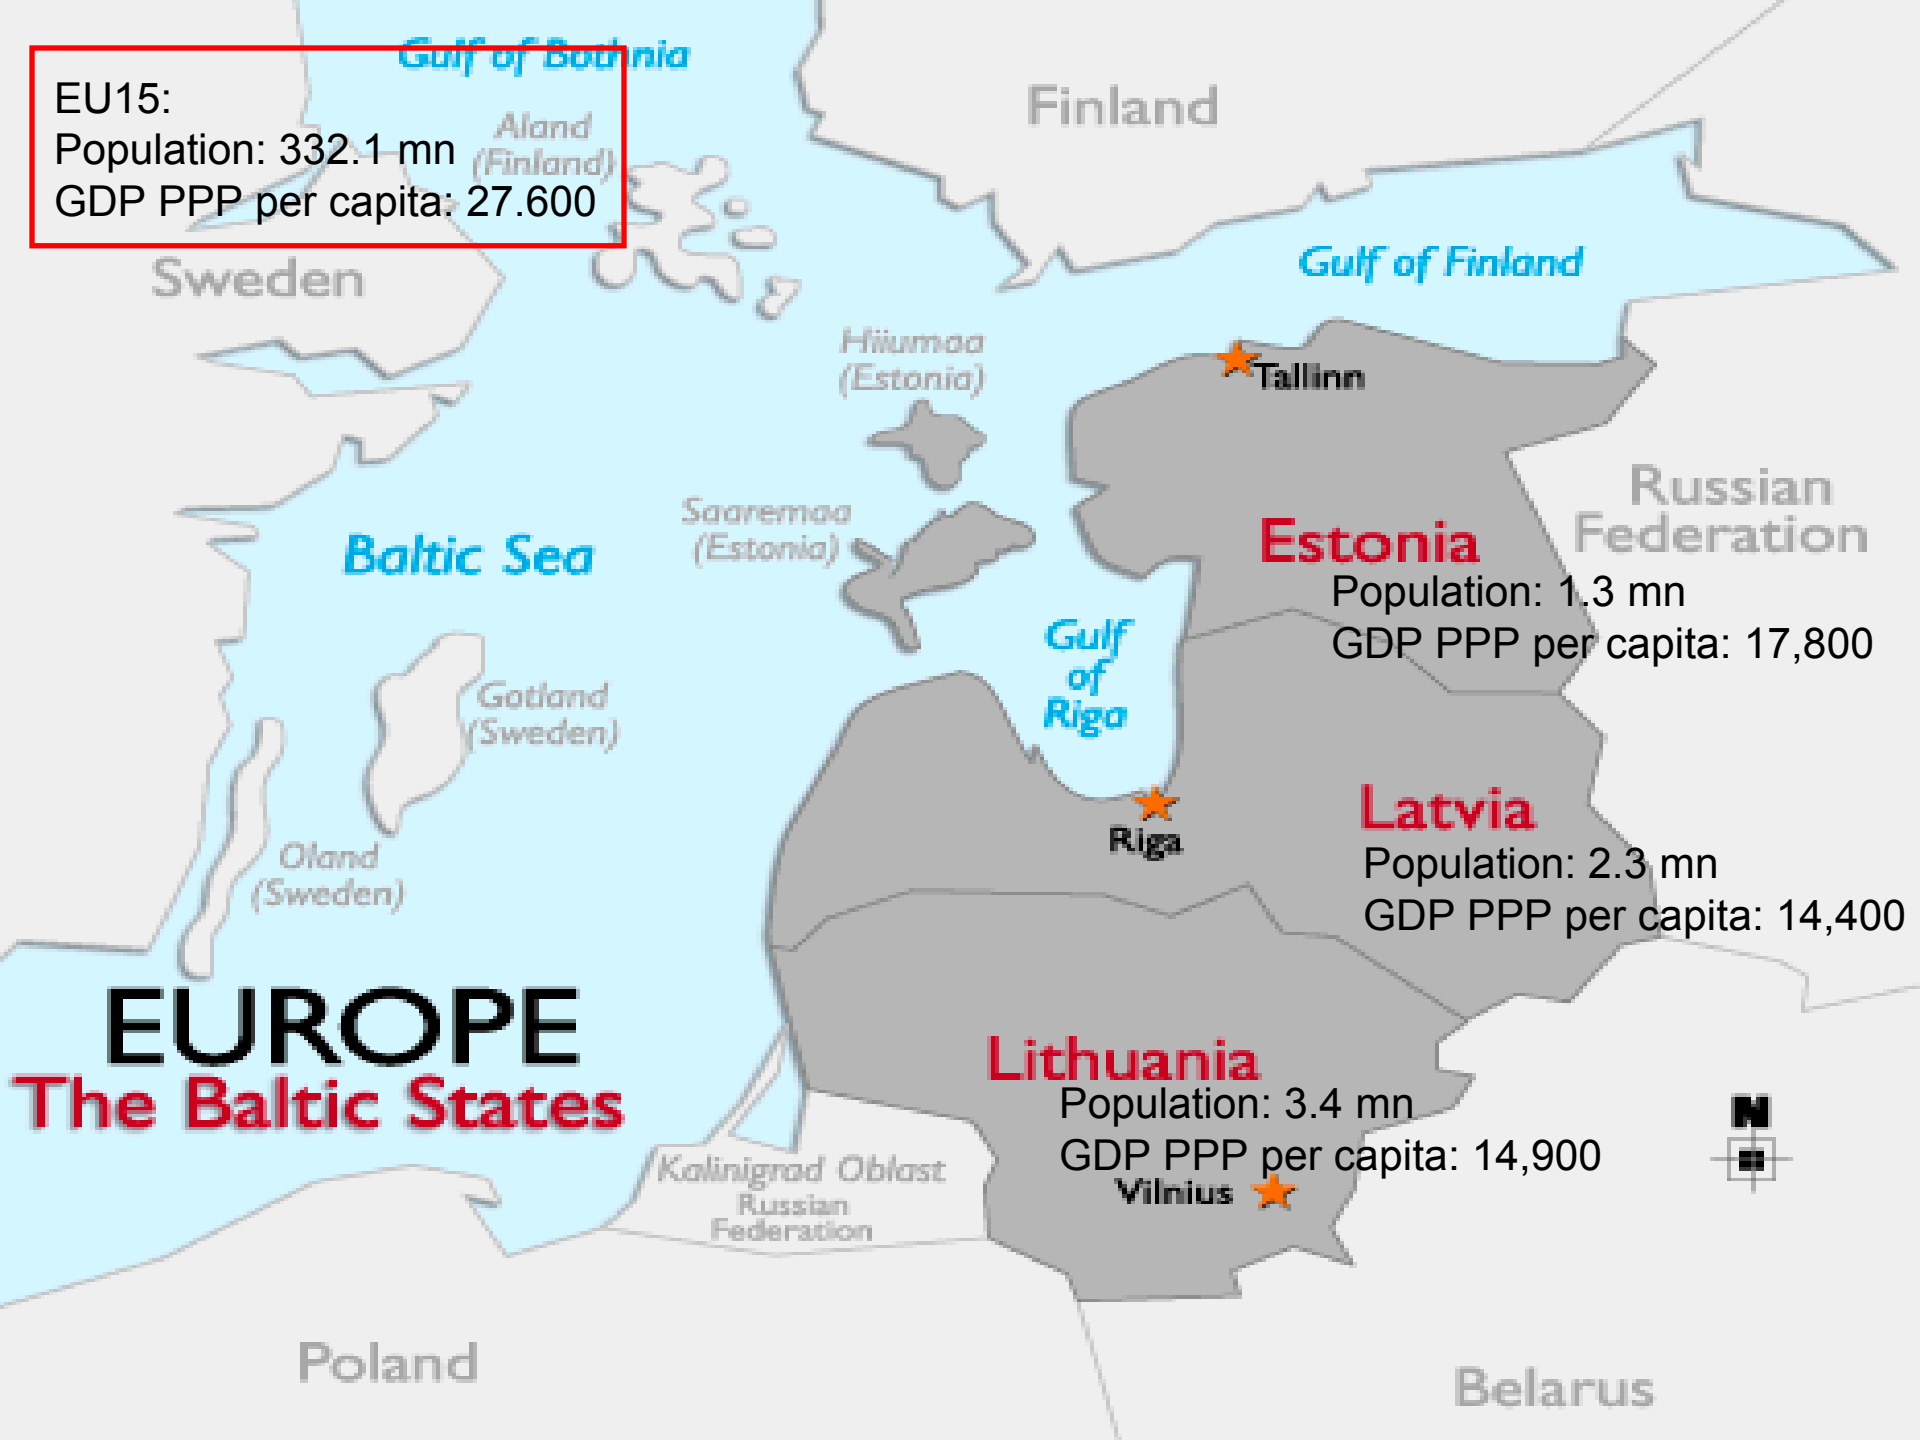 Gulf of Bothnia
EU15:
Population: 332.1 mn
GDP PPP per capita: 27.600
Aland
(Finland)
Finland
Sweden
Gulf of Finland
Hiiumaa
(Estonia)
Tallinn
Russian
Federation
Saaremaa
(Estonia)
Baltic Sea
Estonia
Population: 1.3 mn
GDP PPP per capita: 17,800
Gulf
of
Riga
Gotland
(Sweden)
Latvia
Population: 2.3 mn
GDP PPP per capita: 14,400
Riga
Oland
(Sweden)
EUROPE
The Baltic States
Lithuania
Population: 3.4 mn
GDP PPP per capita: 14,900
Vilnius
N
Kalinigrad Oblast
Russian
Federation
Poland
Belarus